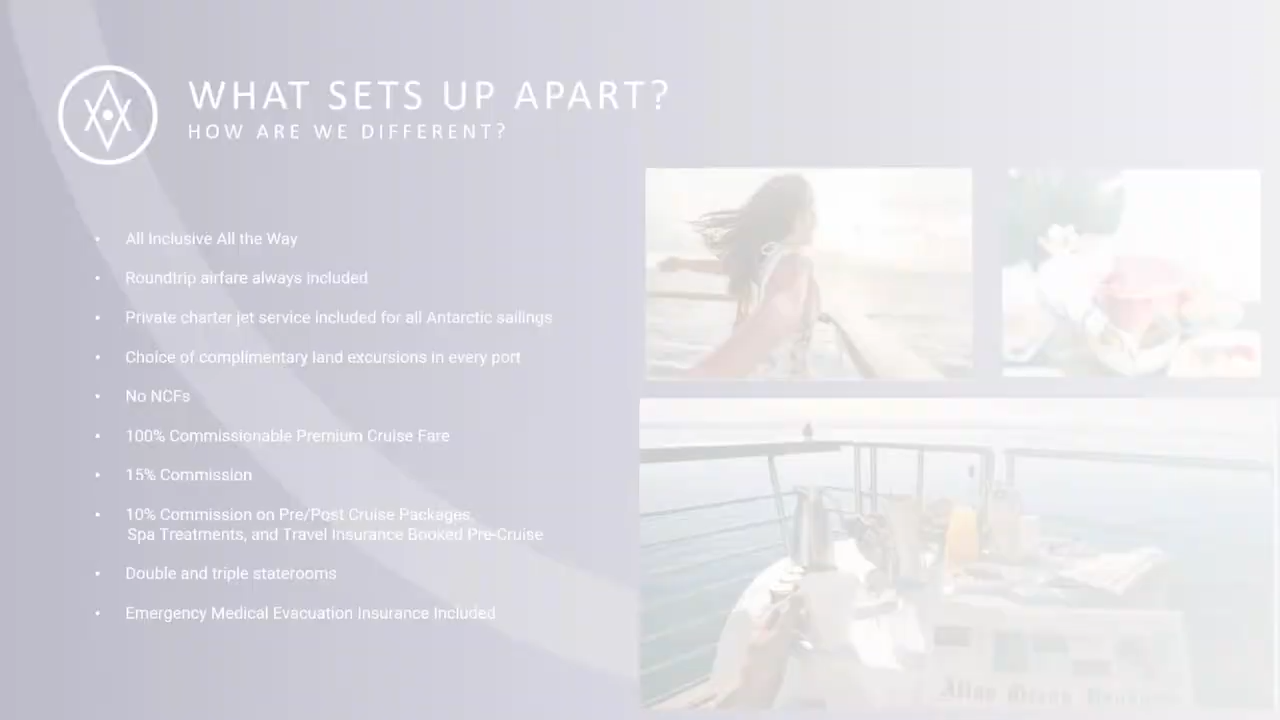 WHAT SETS UP APART?
HOW ARE WE DIFFERENT?
• All Inclusive All the Way
• Roundtrip airfare always included
• Private charter jet service included for all Antarctic sailings
• Choice of complimentary land excursions in every port
• No NCFs
• 100% Commissionable Premium Cruise Fare
• 15% Commission
• 10% Commission on Pre/Post Cruise Packages,
Spa Treatments, and Travel Insurance Booked Pre-Cruise
• Double and triple staterooms
• Emergency Medical Evacuation Insurance Included